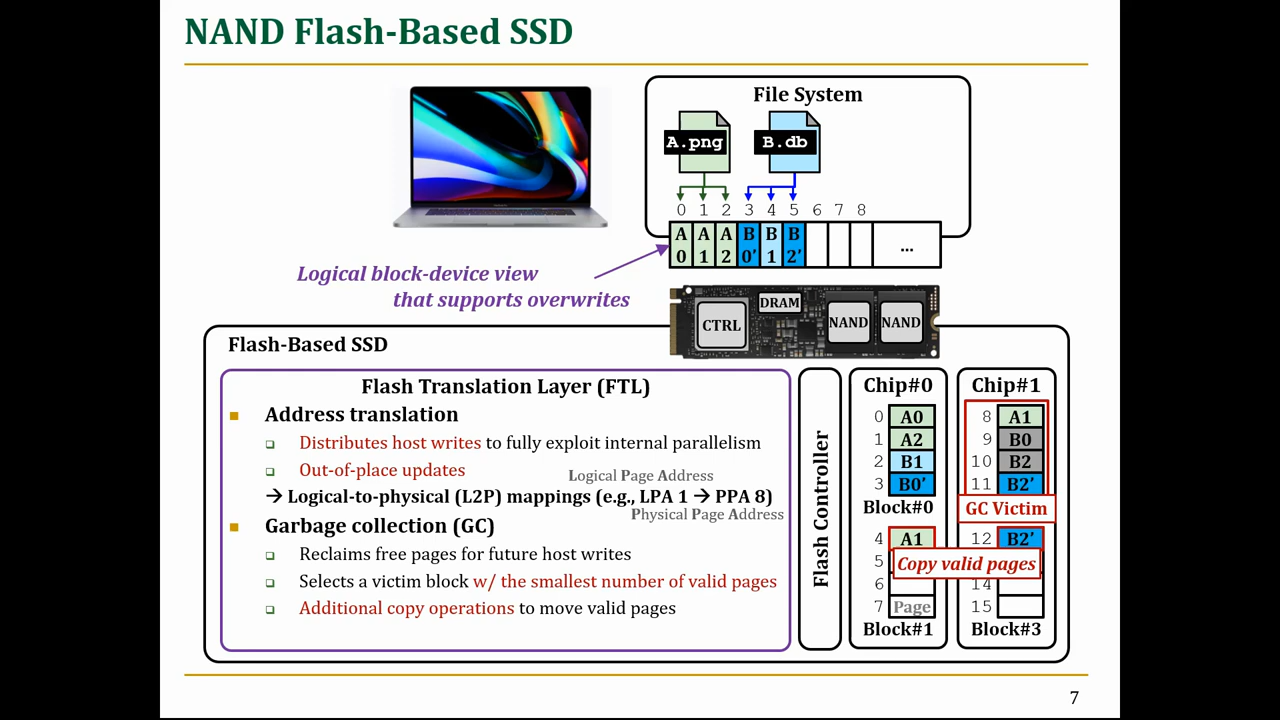 NAND Flash-Based SSD
File System
A.png B.db
0 1 2 3 4 5 6 7 8
A A A B B B
0 1 2 0’ 1 2’ ...
Logical block-device view
that supports overwrites
CTRL DRAM NAND NAND
Flash-Based SSD
Flash Translation Layer (FTL)
Address translation
Distributes host writes to fully exploit internal parallelism
Out-of-place updates
Logical Page Address
→ Logical-to-physical (L2P) mappings (e.g., LPA 1 → PPA 8)
Physical Page Address
Garbage collection (GC)
Reclaims free pages for future host writes
Selects a victim block w/ the smallest number of valid pages
Additional copy operations to move valid pages
Flash Controller
Chip#0
0 A0
1 A2
2 B1
3 B0’
Block#0
4 A1
5
6
7 Page
Block#1
Chip#1
8 A1
9 B0
10 B2
11 B2’
GC Victim
12 B2’
Copy valid pages
14
15
Block#3
7